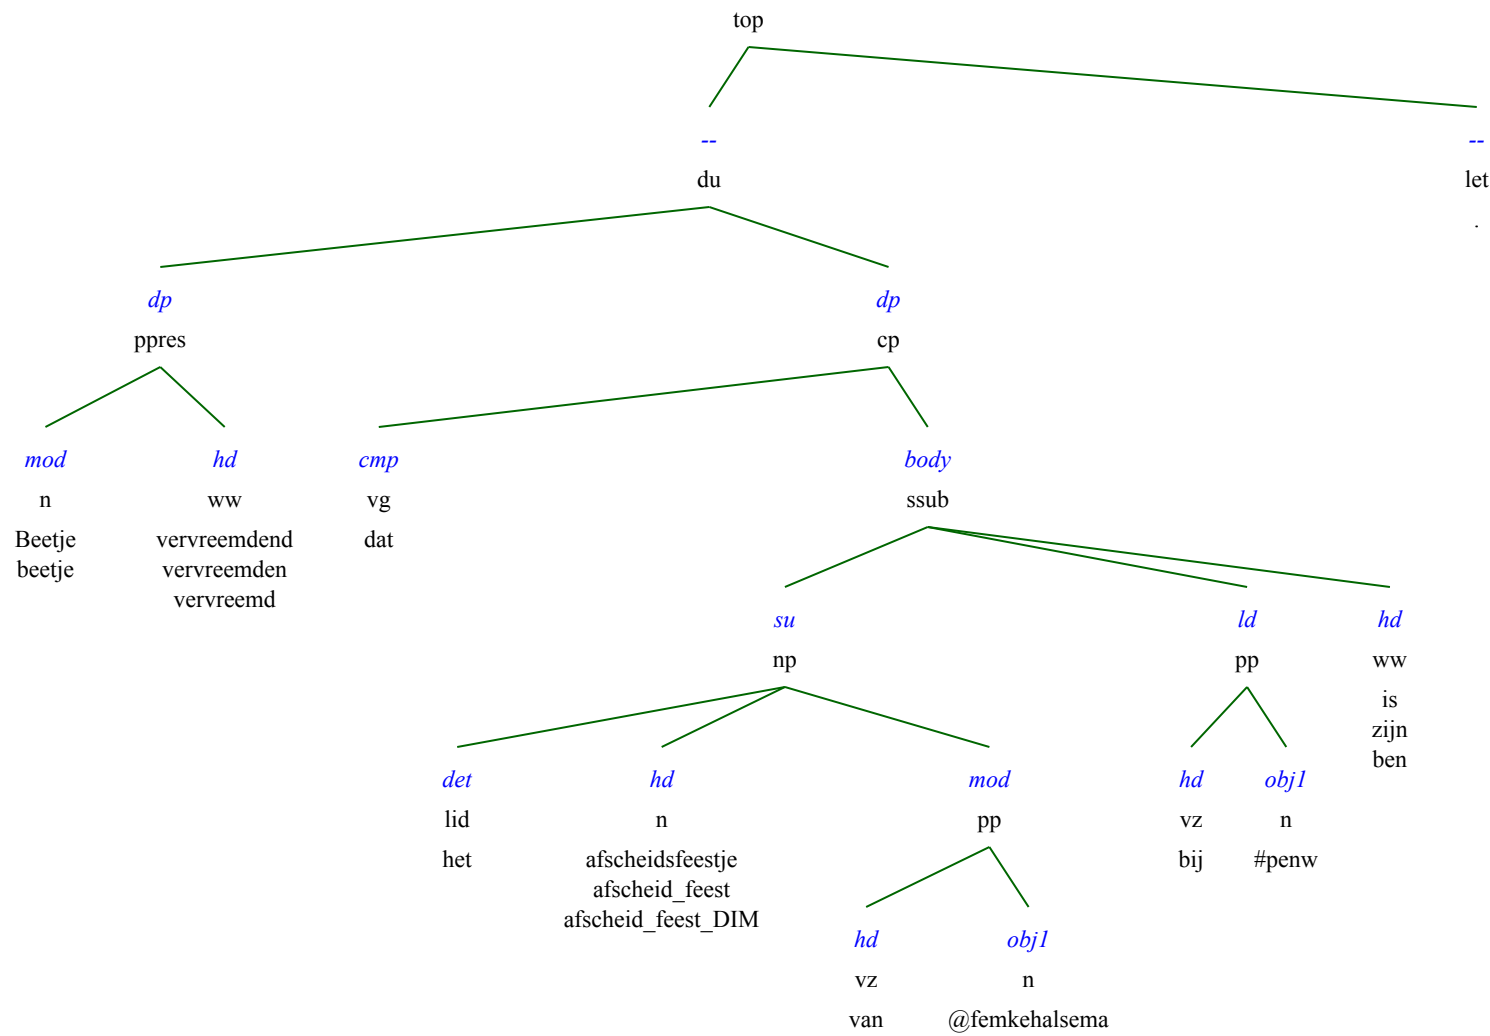 top
-- --
du let
.
dp dp
ppres cp
mod hd cmp body
n ww vg ssub
Beetje vervreemdend dat
beetje vervreemden
vervreemd
su ld hd
np pp ww
is
zijn
ben
det hd mod hd obj1
lid n pp vz n
het afscheidsfeestje bij #penw
afscheid_feest
afscheid_feest_DIM
hd obj1
vz n
van @femkehalsema